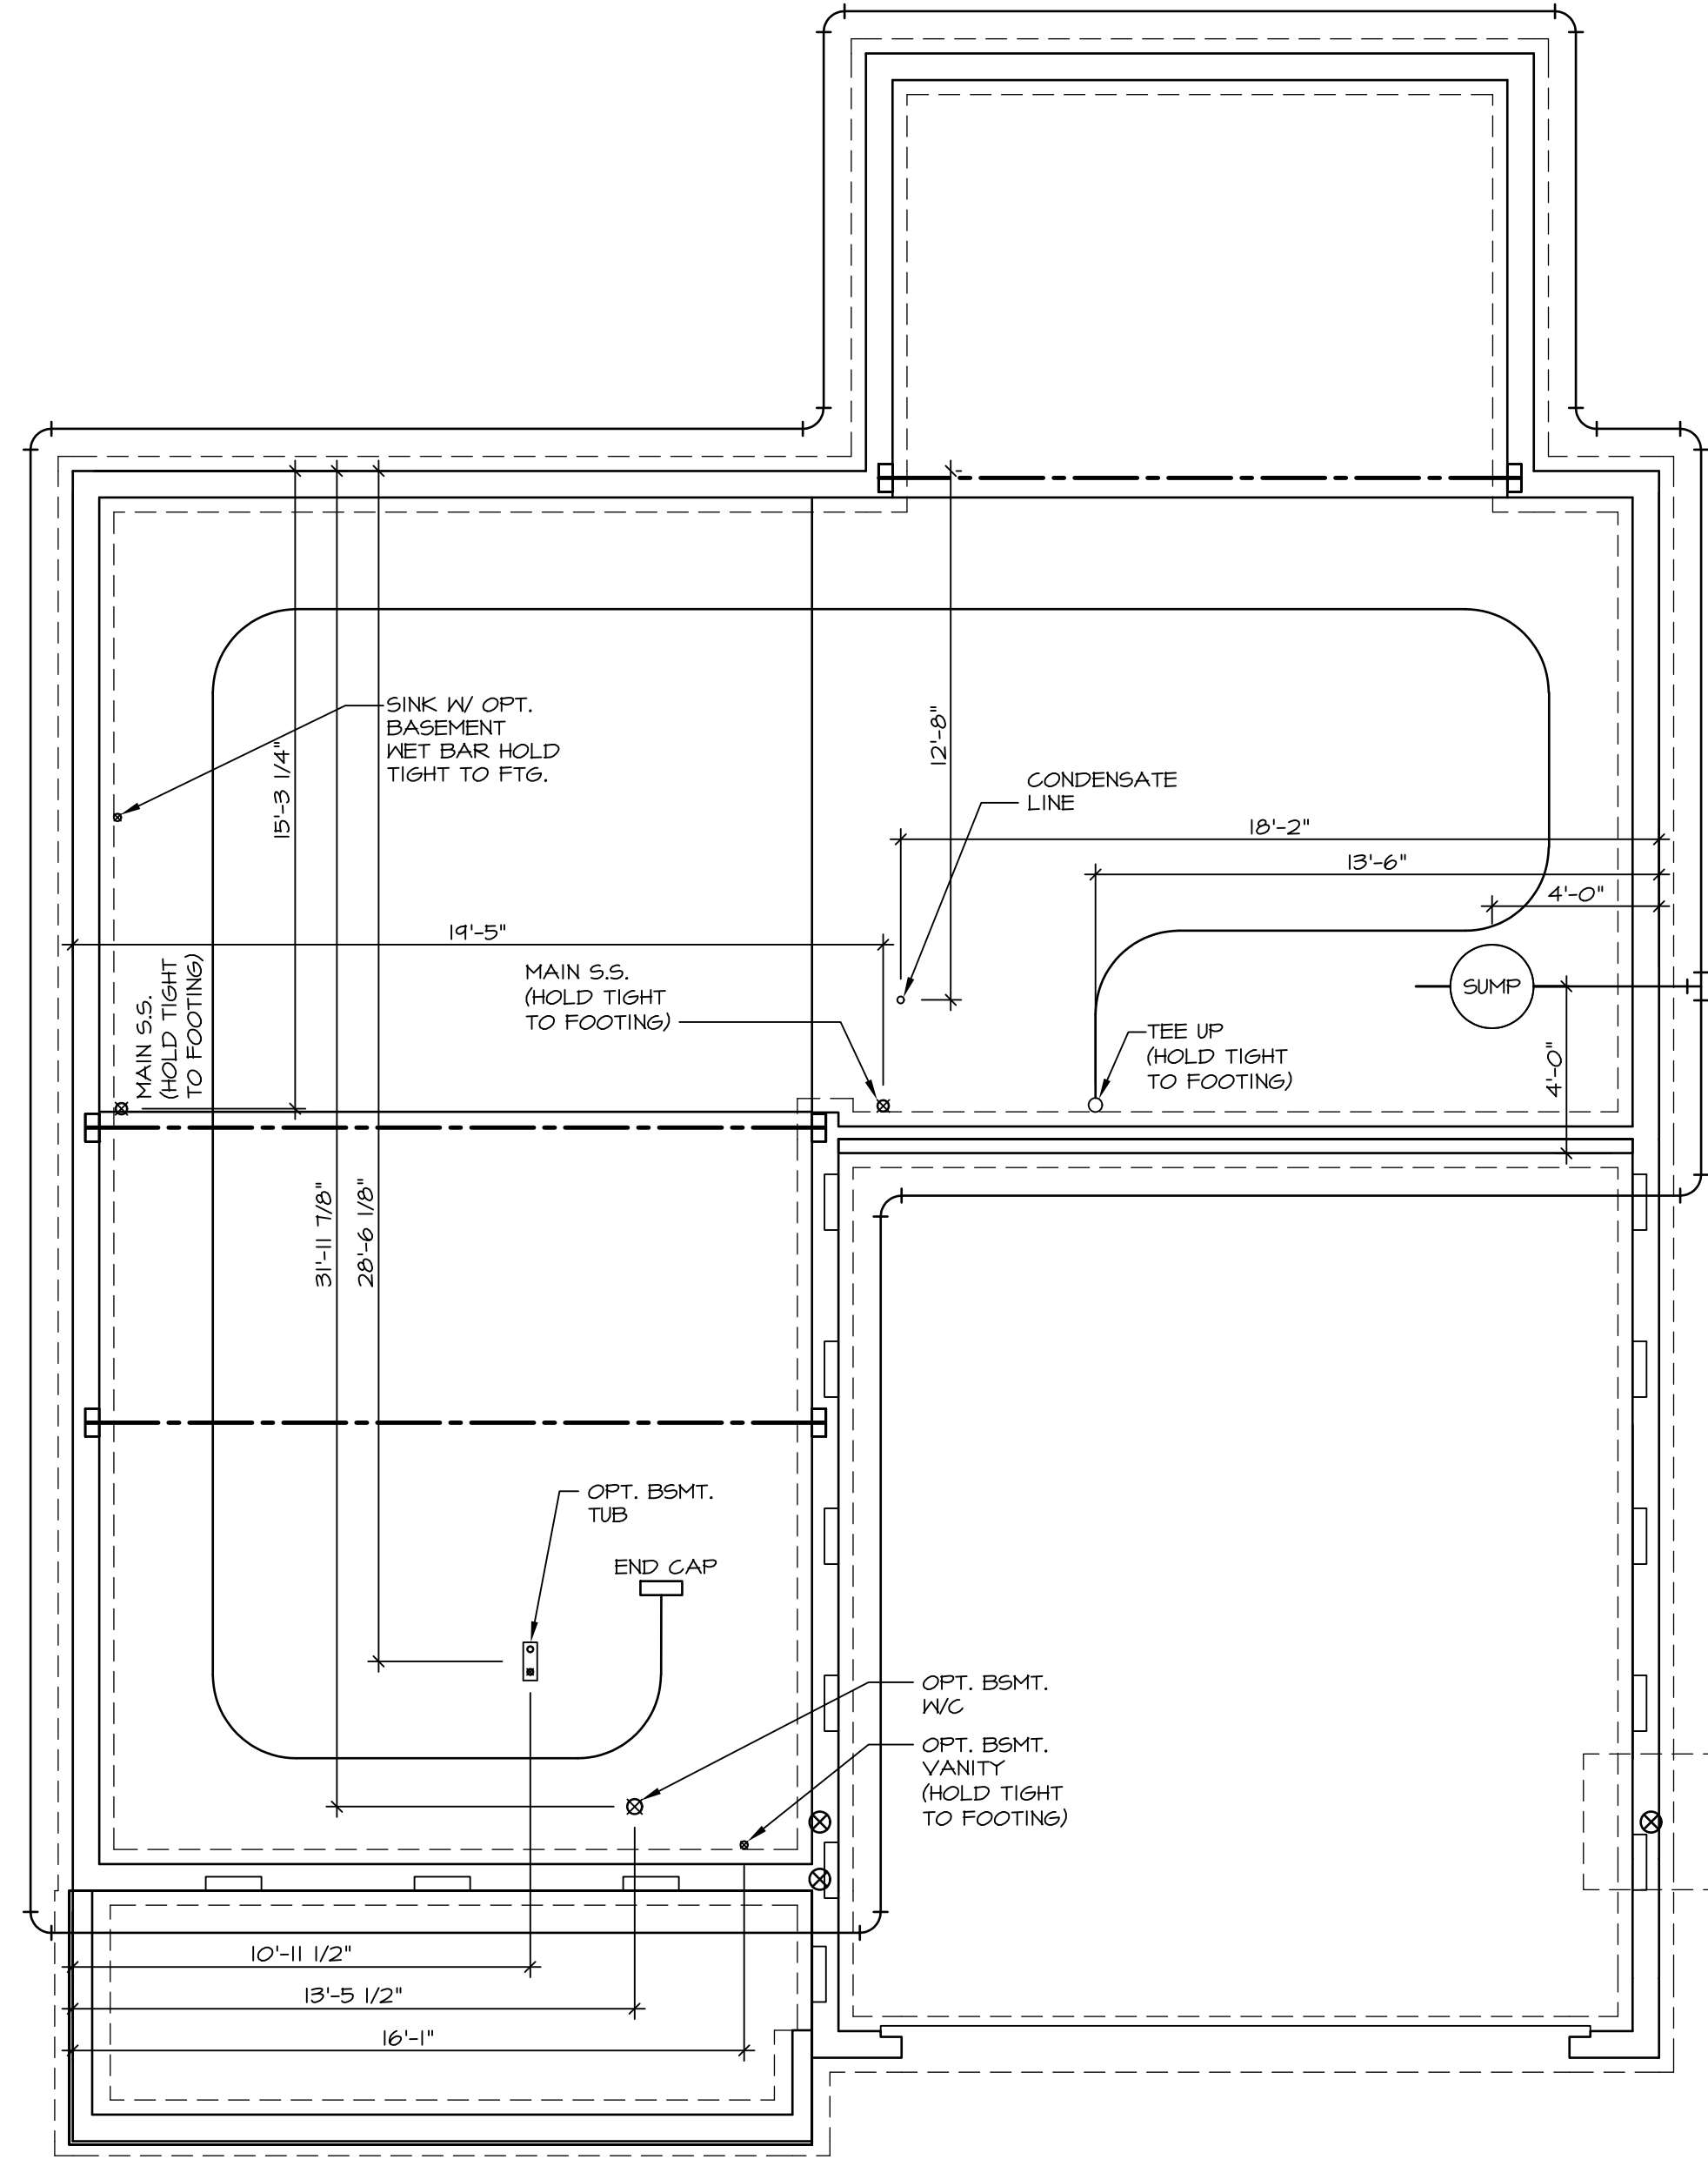 SINK W/ OPT.
BASEMENT
WET BAR HOLD
TIGHT TO FTG.
15'-3 1/4"
12'-8"
CONDENSATE
LINE
18'-2"
13'-6"
4'-0"
19'-5"
MAIN S.S.
(HOLD TIGHT
TO FOOTING)
MAIN S.S.
(HOLD TIGHT
TO FOOTING)
SUMP
TEE UP
(HOLD TIGHT
TO FOOTING)
4'-0"
31'-11 7/8"
28'-6 1/8"
OPT. BSMT.
TUB
END CAP
OPT. BSMT.
W/C
OPT. BSMT.
VANITY
(HOLD TIGHT
TO FOOTING)
10'-11 1/2"
13'-5 1/2"
16'-1"